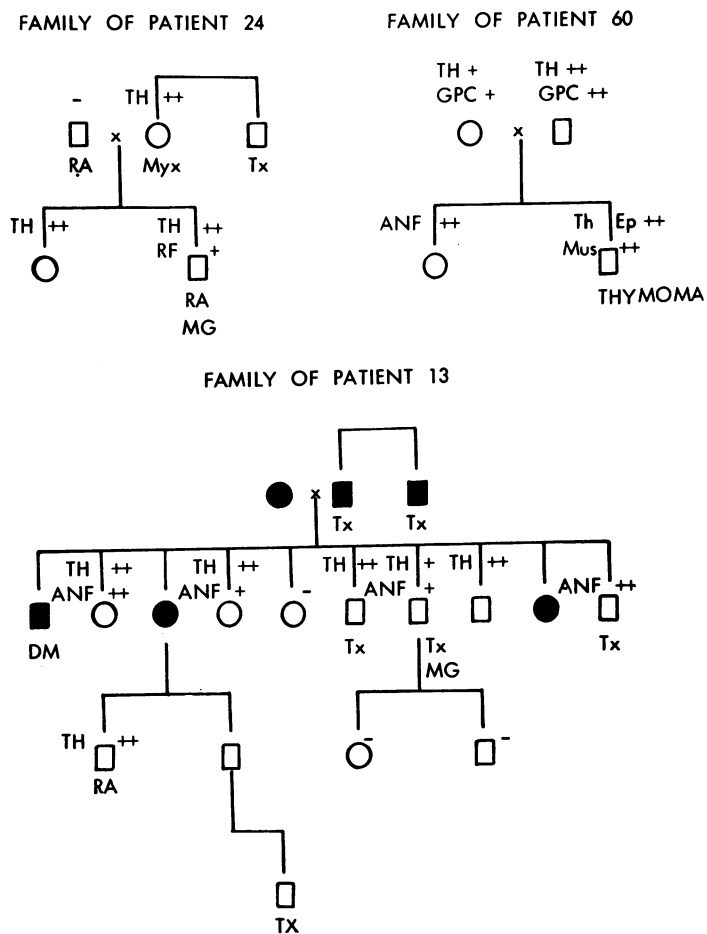 FAMILY OF PATIENT 24
FAMILY OF PATIENT 60
TH ++
-
x
RA
Myx
Tx
TH ++
TH ++
RF +
RA
MG
TH + TH ++
GPC + GPC ++
x
ANF ++
Th Ep ++
Mus ++
THYMOMA
FAMILY OF PATIENT 13
x
Tx
Tx
TH ++ TH ++ TH ++ TH + TH ++
ANF ++ ANF + - ANF + ANF ++
DM
Tx
Tx
Tx
MG
TH ++ - -
RA
TX